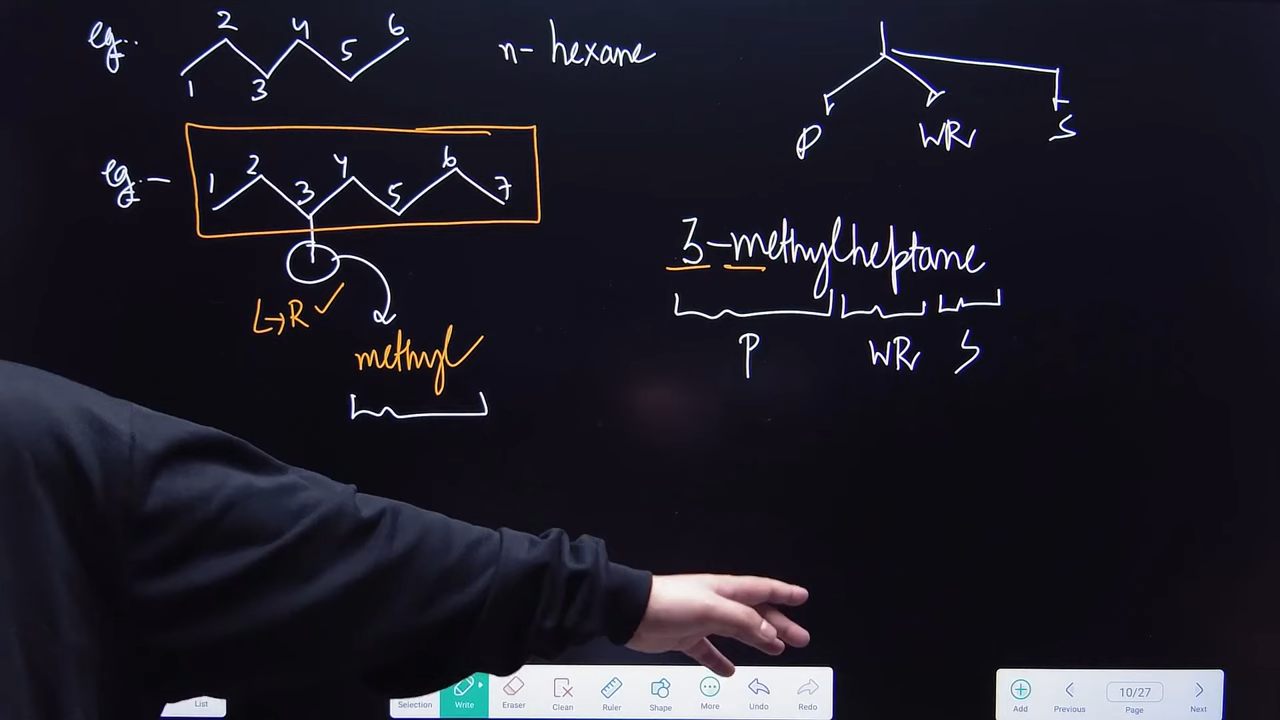 eg..
2 4 6
1 3 5
n- hexane
P WR S
eg. -
1 2 3 4 5 6 7
3-methylheptane
L→R ✓
methyl
P WR S
List
Selection Write Eraser Clean Ruler Shape More Undo Redo
Add Previous 10/27 Page Next